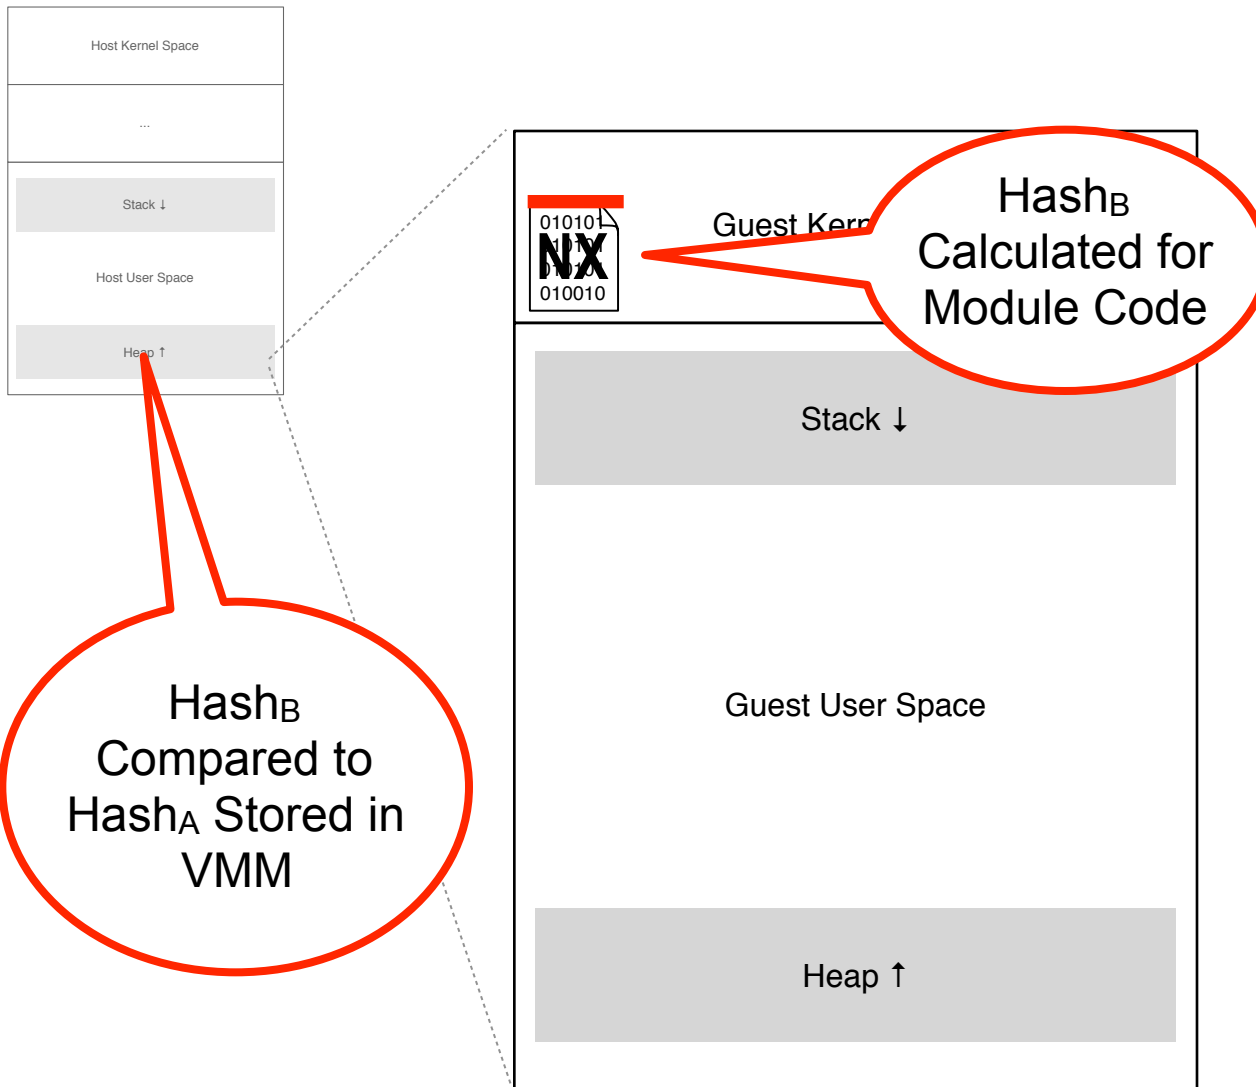 Host Kernel Space
...
Stack ↓
Host User Space
Heap ↑
010101
NX
010010
Guest Kern
HashB
Calculated for
Module Code
Stack ↓
Guest User Space
HashB
Compared to
HashA Stored in
VMM
Heap ↑